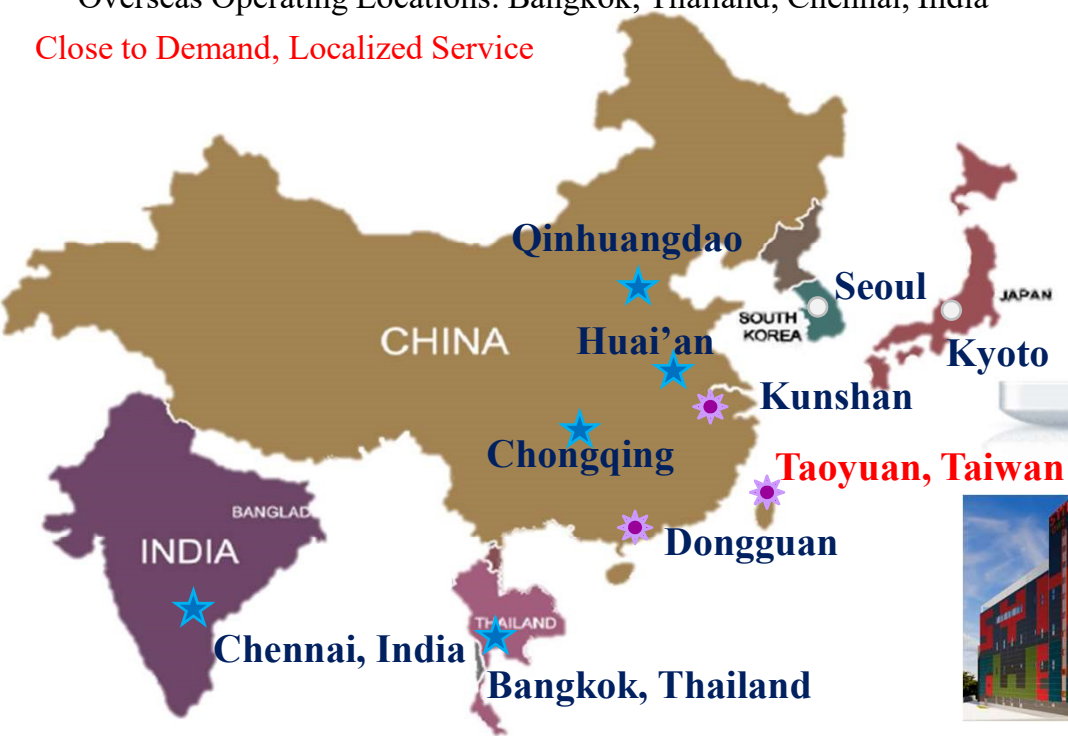 Overseas Operating Locations: Bangkok, Thailand, Chennai, India
Close to Demand, Localized Service
Qinhuangdao
Seoul
JAPAN
SOUTH
KOREA
CHINA
Huai’an
Kyoto
Kunshan
Chongqing
Taoyuan, Taiwan
BANGLAD
INDIA
Dongguan
THAILAND
Chennai, India
Bangkok, Thailand